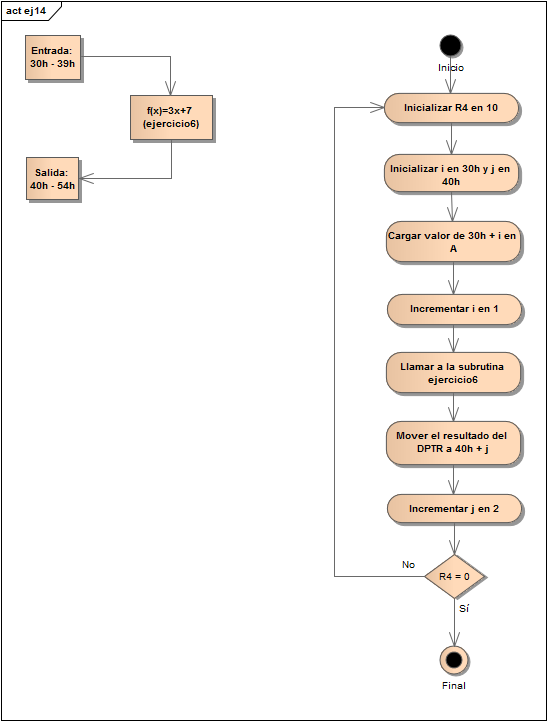 act ej14
Entrada:
30h - 39h
f(x)=3x+7
(ejercicio6)
Salida:
40h - 54h
Inicio
Inicializar R4 en 10
Inicializar i en 30h y j en
40h
Cargar valor de 30h + i en
A
Incrementar i en 1
Llamar a la subrutina
ejercicio6
Mover el resultado del
DPTR a 40h + j
Incrementar j en 2
No
R4 = 0
Sí
Final